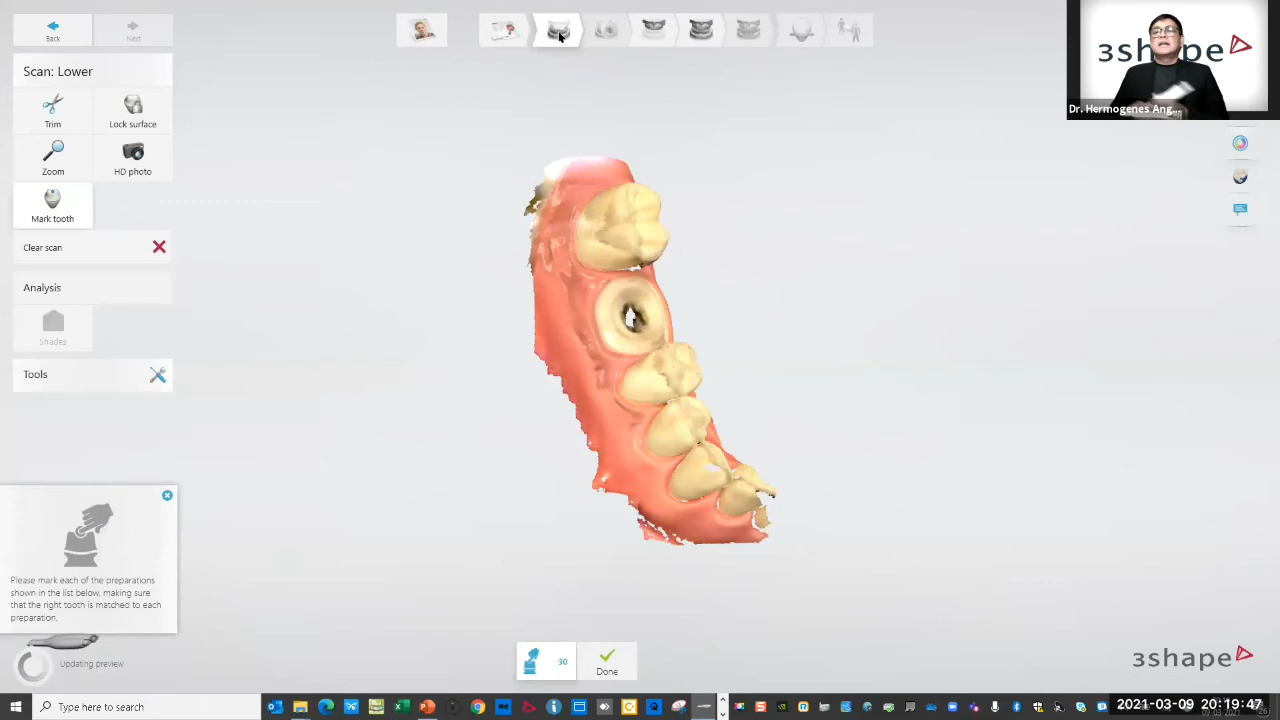 Back
Next
3shape
Dr. Hermogenes Ang...
Scan: Lower
Trim
Lock surface
Zoom
HD photo
Mark tooth
Clear scan
Analysis
Shades
Tools
Please mark each of the preparations
shown in the list below, making sure
that the right tooth is matched to each
preparation.
Updating preview
30
Done
3shape
Type here to search
2021-03-09 20:19:47